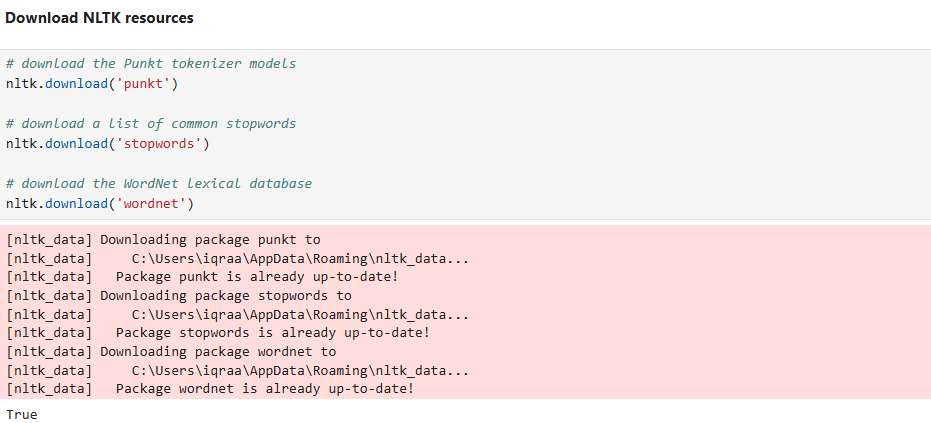 Download NLTK resources
# download the Punkt tokenizer models
nltk.download('punkt')
# download a list of common stopwords
nltk.download('stopwords')
# download the WordNet lexical database
nltk.download('wordnet')
[nltk_data] Downloading package punkt to
[nltk_data]     C:\Users\iqraa\AppData\Roaming\nltk_data...
[nltk_data]   Package punkt is already up-to-date!
[nltk_data] Downloading package stopwords to
[nltk_data]     C:\Users\iqraa\AppData\Roaming\nltk_data...
[nltk_data]   Package stopwords is already up-to-date!
[nltk_data] Downloading package wordnet to
[nltk_data]     C:\Users\iqraa\AppData\Roaming\nltk_data...
[nltk_data]   Package wordnet is already up-to-date!
True